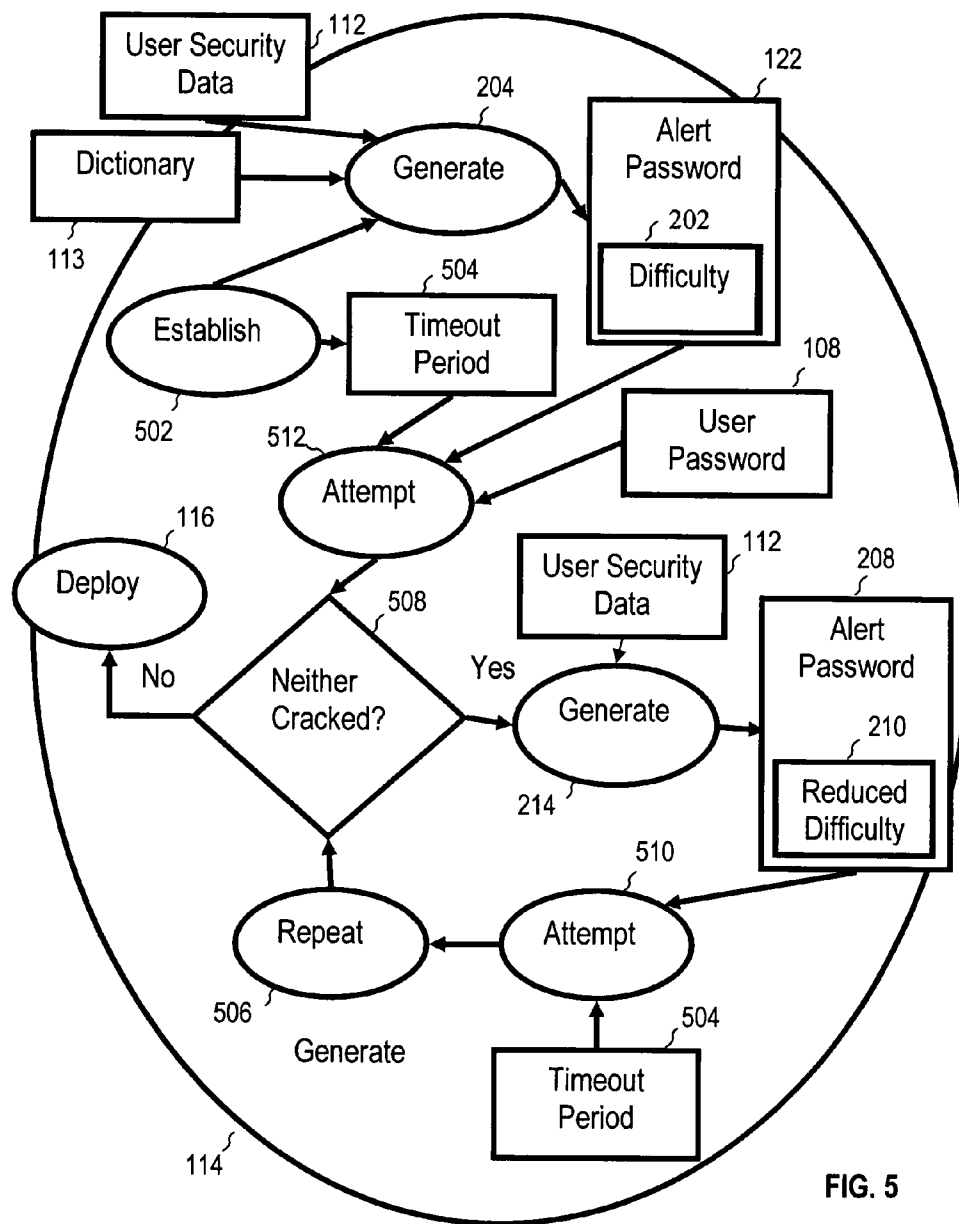 112
User Security
Data
204
122
Alert
Password
Generate
Dictionary
113
202
Difficulty
504
Establish
Timeout
Period
502
108
User
Password
512
Attempt
116
Deploy
112
User Security
Data
208
Alert
Password
508
No
Neither
Cracked?
Yes
Generate
214
210
Reduced
Difficulty
510
Repeat
Attempt
506
504
Generate
Timeout
Period
114
FIG. 5